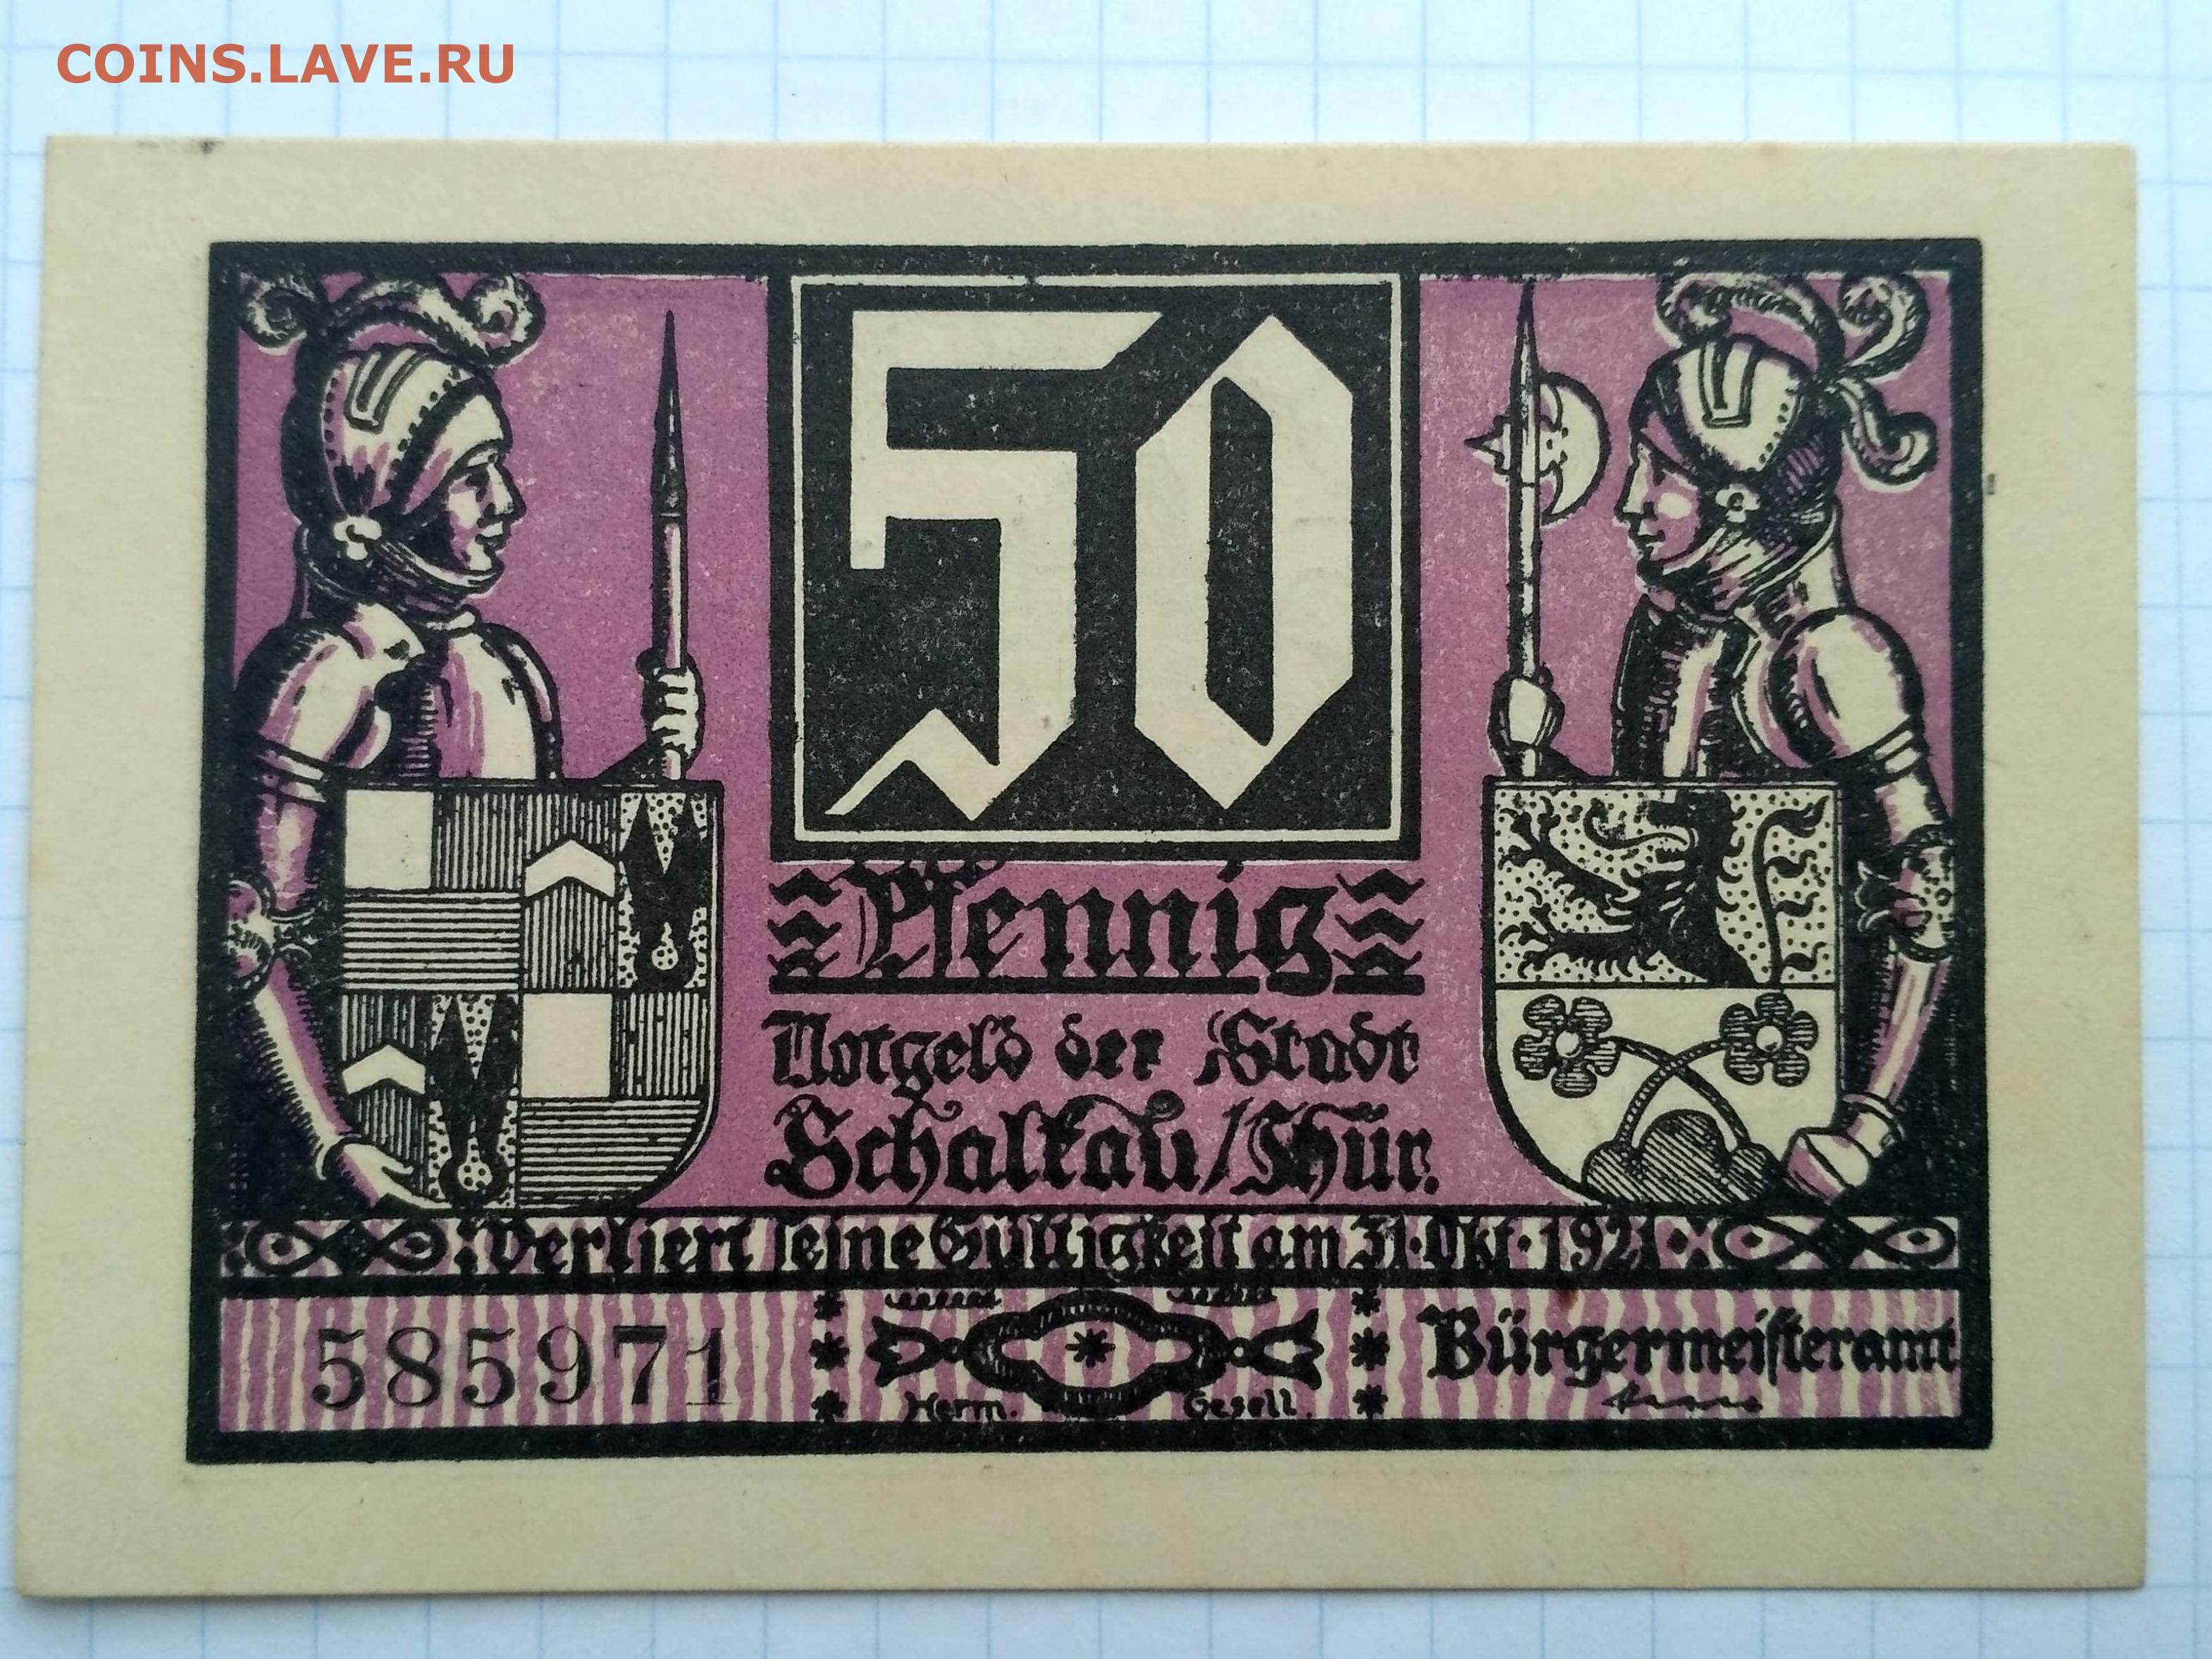 COINS.LAVE.RU
50
Pfennig
Notgeld der Stadt
Schalkau/Thür.
Verliert seine Gültigkeit am 31. Okt. 1921
585971
Bürgermeisteramt
Herm. Gesell.